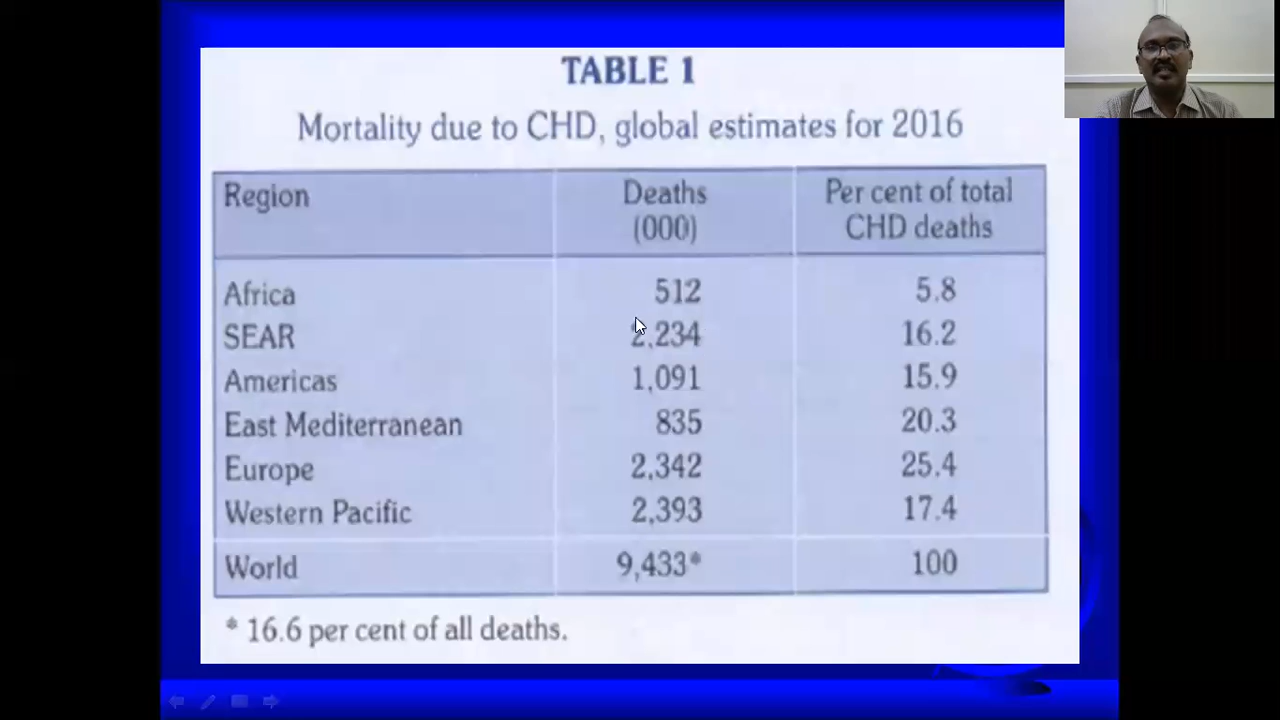 TABLE 1
Mortality due to CHD, global estimates for 2016
Region Deaths (000) Per cent of total CHD deaths
Africa 512 5.8
SEAR 2,234 16.2
Americas 1,091 15.9
East Mediterranean 835 20.3
Europe 2,342 25.4
Western Pacific 2,393 17.4
World 9,433* 100
* 16.6 per cent of all deaths.